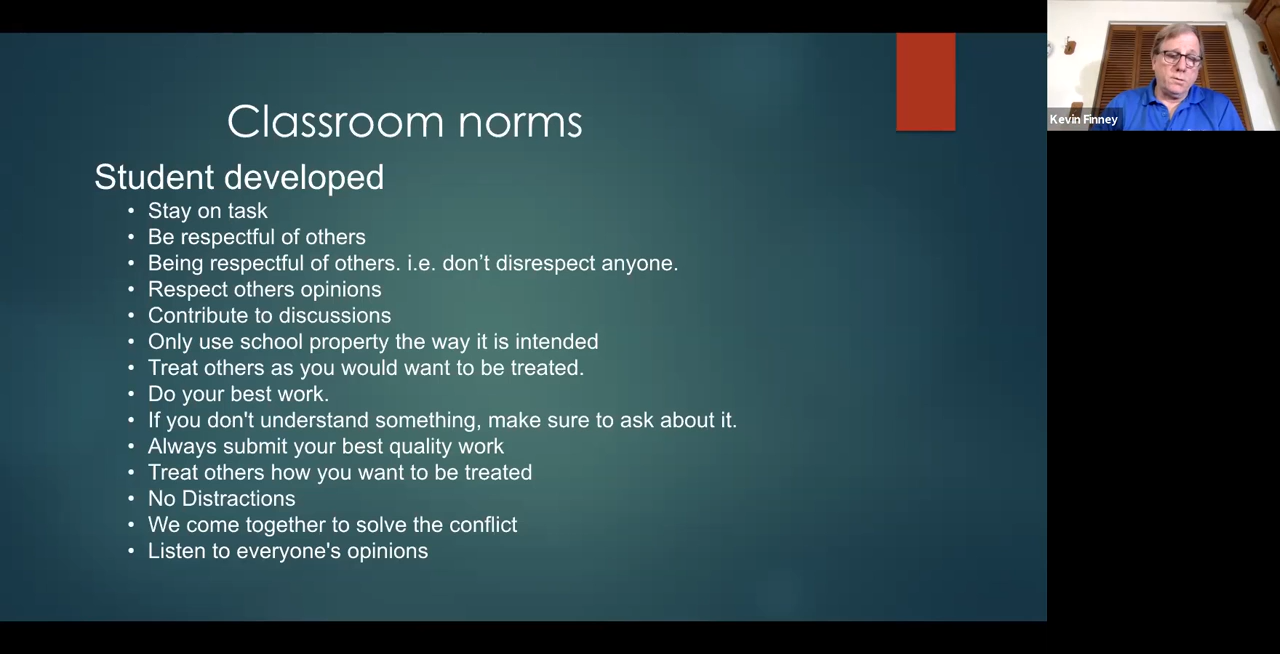 Classroom norms
Student developed
• Stay on task
• Be respectful of others
• Being respectful of others. i.e. don’t disrespect anyone.
• Respect others opinions
• Contribute to discussions
• Only use school property the way it is intended
• Treat others as you would want to be treated.
• Do your best work.
• If you don't understand something, make sure to ask about it.
• Always submit your best quality work
• Treat others how you want to be treated
• No Distractions
• We come together to solve the conflict
• Listen to everyone's opinions
Kevin Finney